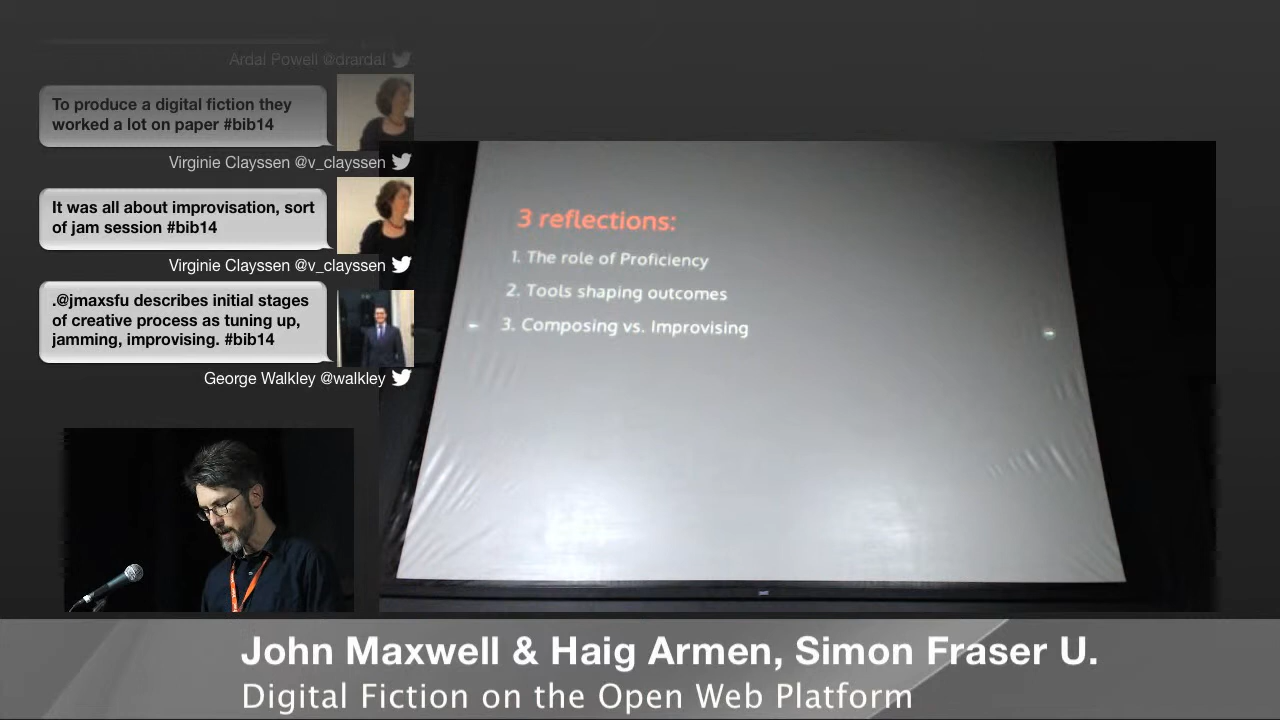 Ardal Powell @drardal
To produce a digital fiction they
worked a lot on paper #bib14
Virginie Clayssen @v_clayssen
It was all about improvisation, sort
of jam session #bib14
Virginie Clayssen @v_clayssen
.@jmaxsfu describes initial stages
of creative process as tuning up,
jamming, improvising. #bib14
George Walkley @walkley
3 reflections:
1. The role of Proficiency
2. Tools shaping outcomes
3. Composing vs. Improvising
John Maxwell & Haig Armen, Simon Fraser U.
Digital Fiction on the Open Web Platform